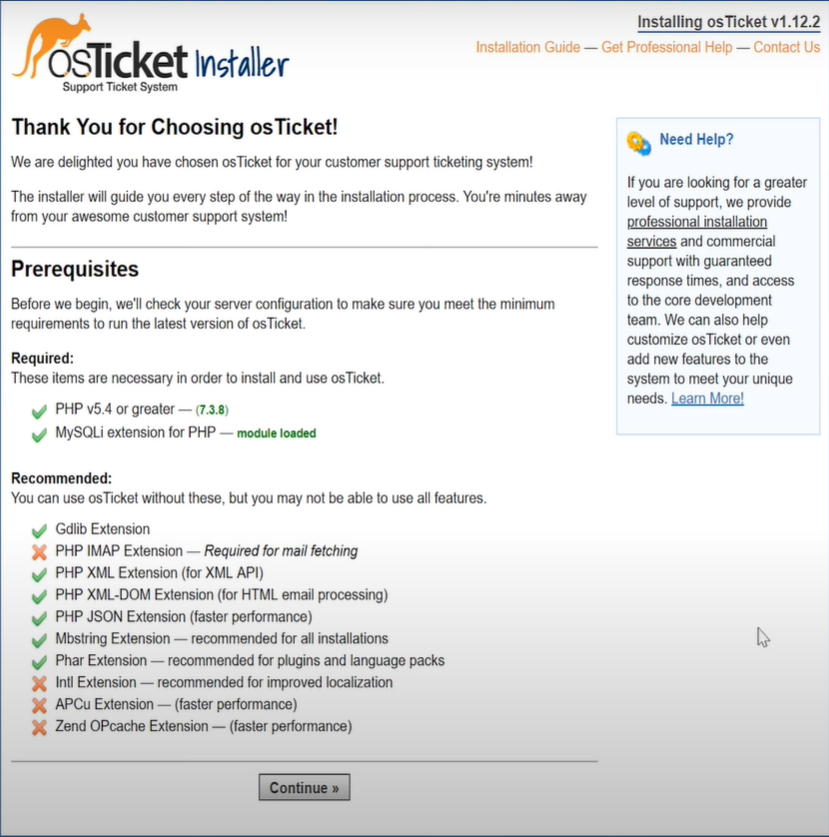 Installing osTicket v1.12.2
Installation Guide — Get Professional Help — Contact Us
osTicket Installer
Support Ticket System
Thank You for Choosing osTicket!
We are delighted you have chosen osTicket for your customer support ticketing system!
The installer will guide you every step of the way in the installation process. You're minutes away
from your awesome customer support system!
Prerequisites
Before we begin, we'll check your server configuration to make sure you meet the minimum
requirements to run the latest version of osTicket.
Required:
These items are necessary in order to install and use osTicket.
PHP v5.4 or greater — (7.3.8)
MySQLi extension for PHP — module loaded
Recommended:
You can use osTicket without these, but you may not be able to use all features.
Gdlib Extension
PHP IMAP Extension — Required for mail fetching
PHP XML Extension (for XML API)
PHP XML-DOM Extension (for HTML email processing)
PHP JSON Extension (faster performance)
Mbstring Extension — recommended for all installations
Phar Extension — recommended for plugins and language packs
Intl Extension — recommended for improved localization
APCu Extension — (faster performance)
Zend OPcache Extension — (faster performance)
Continue »
Need Help?
If you are looking for a greater
level of support, we provide
professional installation
services and commercial
support with guaranteed
response times, and access
to the core development
team. We can also help
customize osTicket or even
add new features to the
system to meet your unique
needs. Learn More!